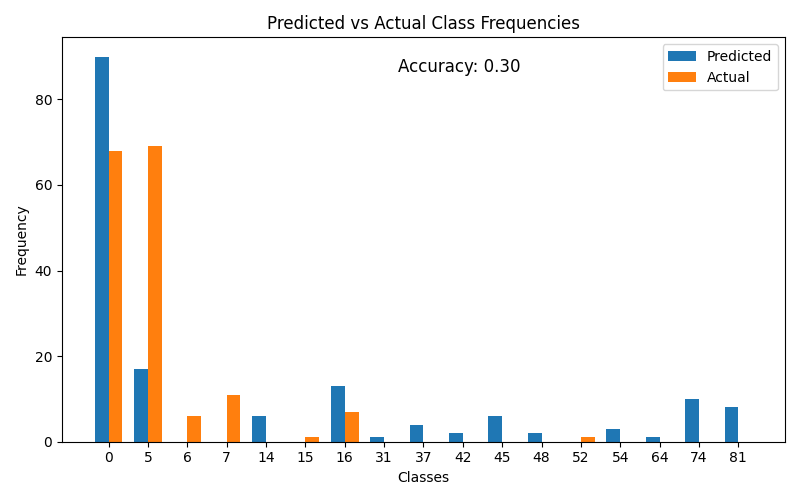 Predicted vs Actual Class Frequencies
Accuracy: 0.30
Predicted
Actual
Frequency
80
60
40
20
0
0 5 6 7 14 15 16 31 37 42 45 48 52 54 64 74 81
Classes